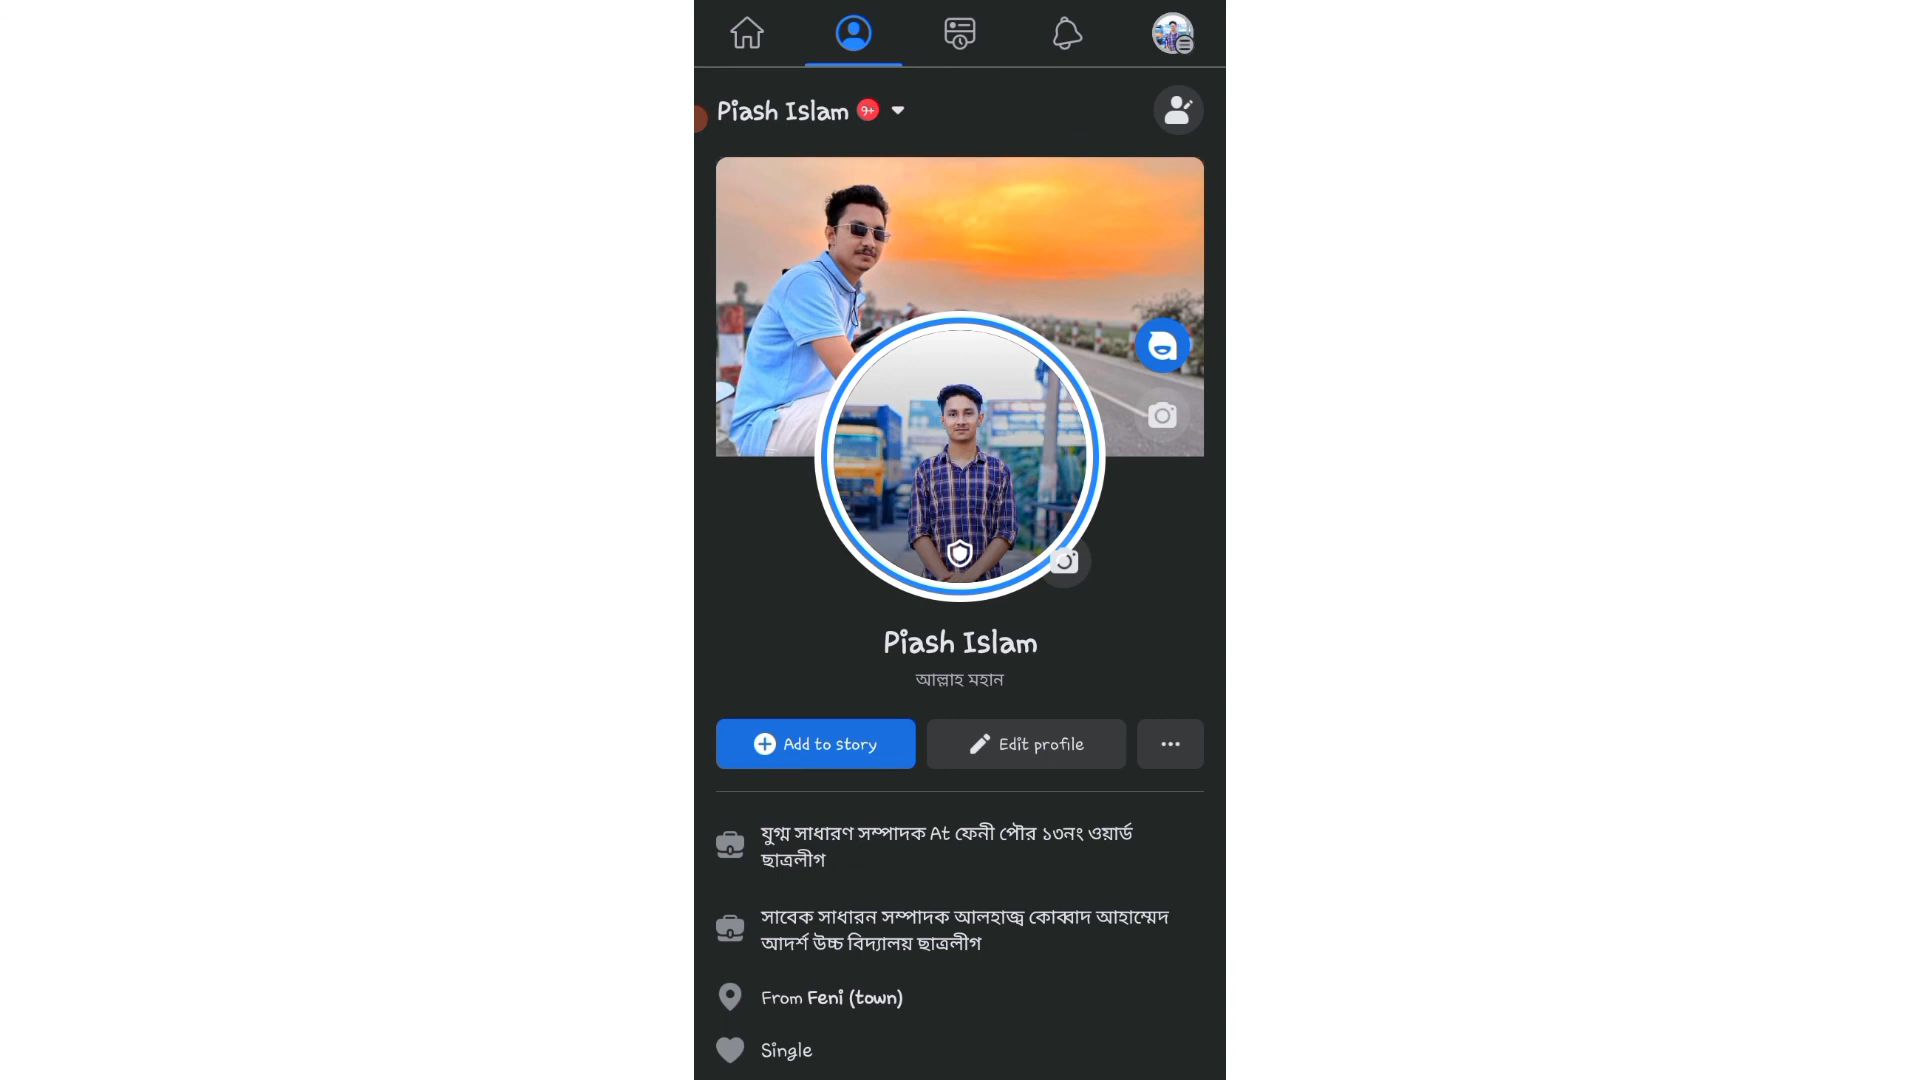 Piash Islam 9+
Piash Islam
আল্লাহ মহান
Add to story
Edit profile
যুগ্ম সাধারণ সম্পাদক At ফেনী পৌর ১৩নং ওয়ার্ড
ছাত্রলীগ
সাবেক সাধারন সম্পাদক আলহাজ্ব কোব্বাদ আহাম্মেদ
আদর্শ উচ্চ বিদ্যালয় ছাত্রলীগ
From Feni (town)
Single